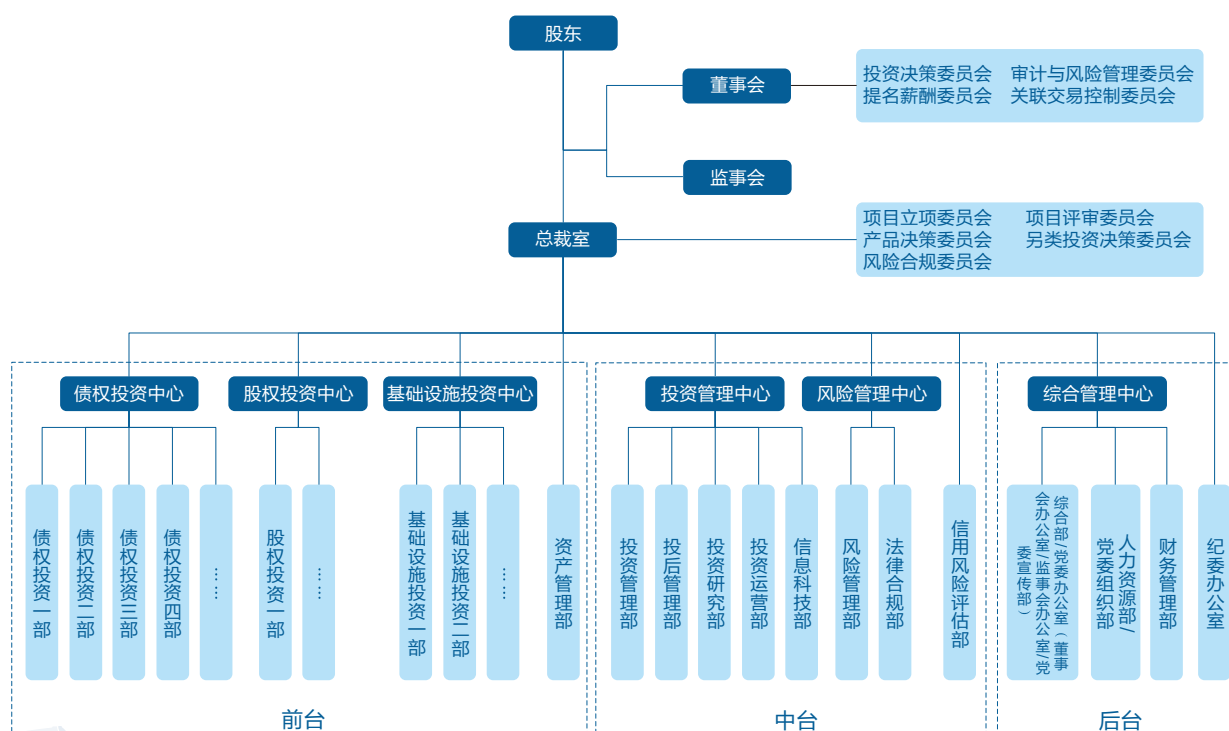 股东
董事会
投资决策委员会 审计与风险管理委员会
提名薪酬委员会 关联交易控制委员会
监事会
总裁室
项目立项委员会 项目评审委员会
产品决策委员会 另类投资决策委员会
风险合规委员会
债权投资中心
股权投资中心
基础设施投资中心
投资管理中心
风险管理中心
综合管理中心
债权投资一部
债权投资二部
债权投资三部
债权投资四部
……
股权投资一部
……
基础设施投资一部
基础设施投资二部
……
资产管理部
投资管理部
投后管理部
投资研究部
投资运营部
信息科技部
风险管理部
法律合规部
信用风险评估部
综合部/党委办公室（董事
会办公室/监事会办公室/党
委宣传部）
人力资源部/
党委组织部
财务管理部
纪委办公室
前台
中台
后台